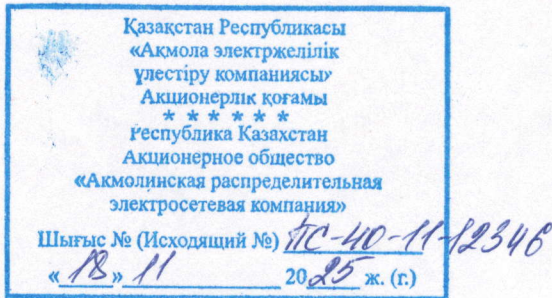 Қазақстан Республикасы
«Ақмола электржелілік
үлестіру компаниясы»
Акционерлік қоғамы
* * * * * *
Республика Казахстан
Акционерное общество
«Акмолинская распределительная
электросетевая компания»
Шығыс № (Исходящий №) ПС-40-11-12346
«18» 11 2025 ж. (г.)